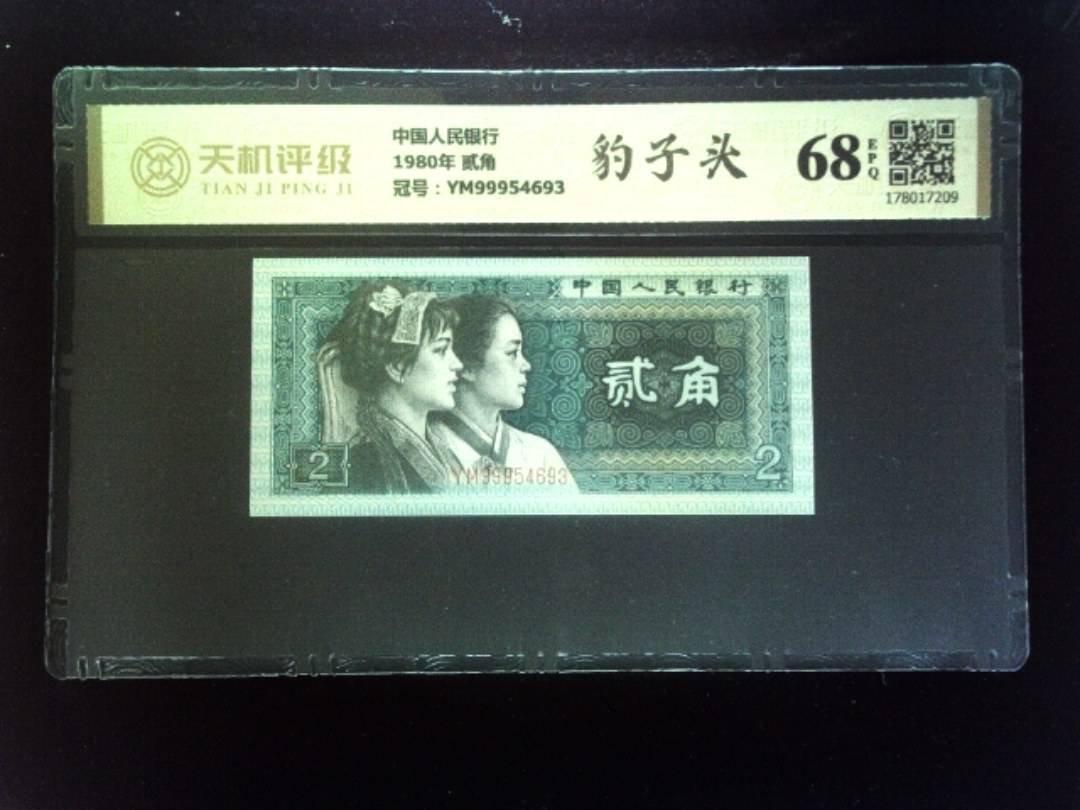 天机评级
TIAN JI PING JI
中国人民银行
1980年 贰角
冠号：YM99954693
豹子头
68
EPQ
178017209
中国人民银行
贰角
2
YM99954693
2